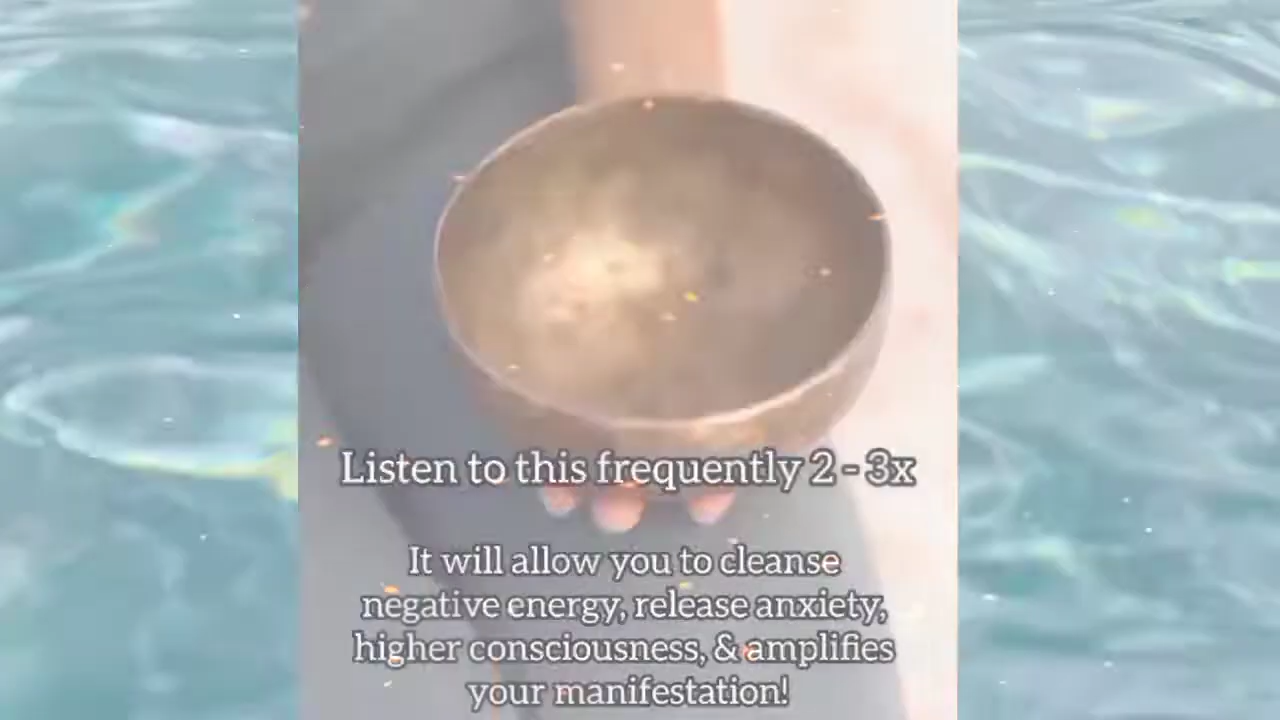 Listen to this frequently 2 - 3x
It will allow you to cleanse
negative energy, release anxiety,
higher consciousness, & amplifies
your manifestation!